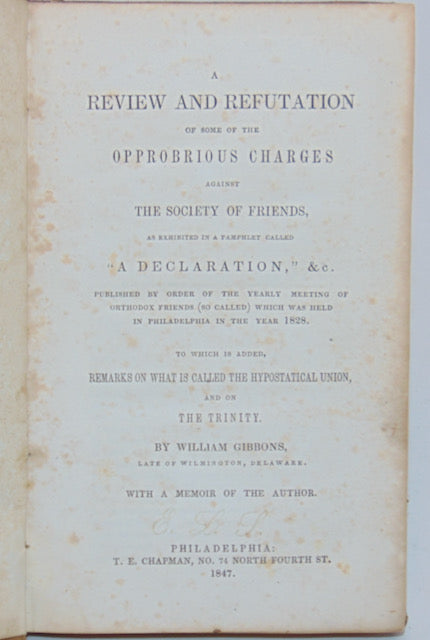 A
REVIEW AND REFUTATION
OF SOME OF THE
OPPROBRIOUS CHARGES
AGAINST
THE SOCIETY OF FRIENDS,
AS EXHIBITED IN A PAMPHLET CALLED
"A DECLARATION," &c.
PUBLISHED BY ORDER OF THE YEARLY MEETING OF
ORTHODOX FRIENDS (SO CALLED) WHICH WAS HELD
IN PHILADELPHIA IN THE YEAR 1828.
TO WHICH IS ADDED,
REMARKS ON WHAT IS CALLED THE HYPOSTATICAL UNION,
AND ON
THE TRINITY.
BY WILLIAM GIBBONS,
LATE OF WILMINGTON, DELAWARE.
WITH A MEMOIR OF THE AUTHOR.
PHILADELPHIA:
T. E. CHAPMAN, NO. 74 NORTH FOURTH ST.
1847.